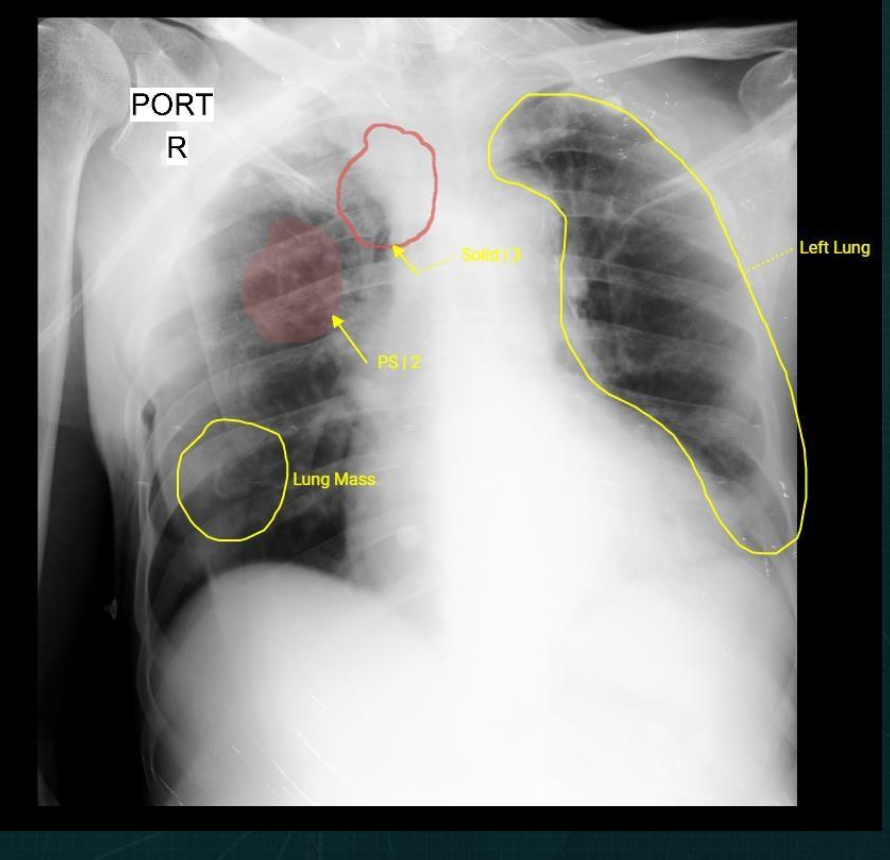 PORT
R
Left Lung
Solid | 3
PS | 2
Lung Mass